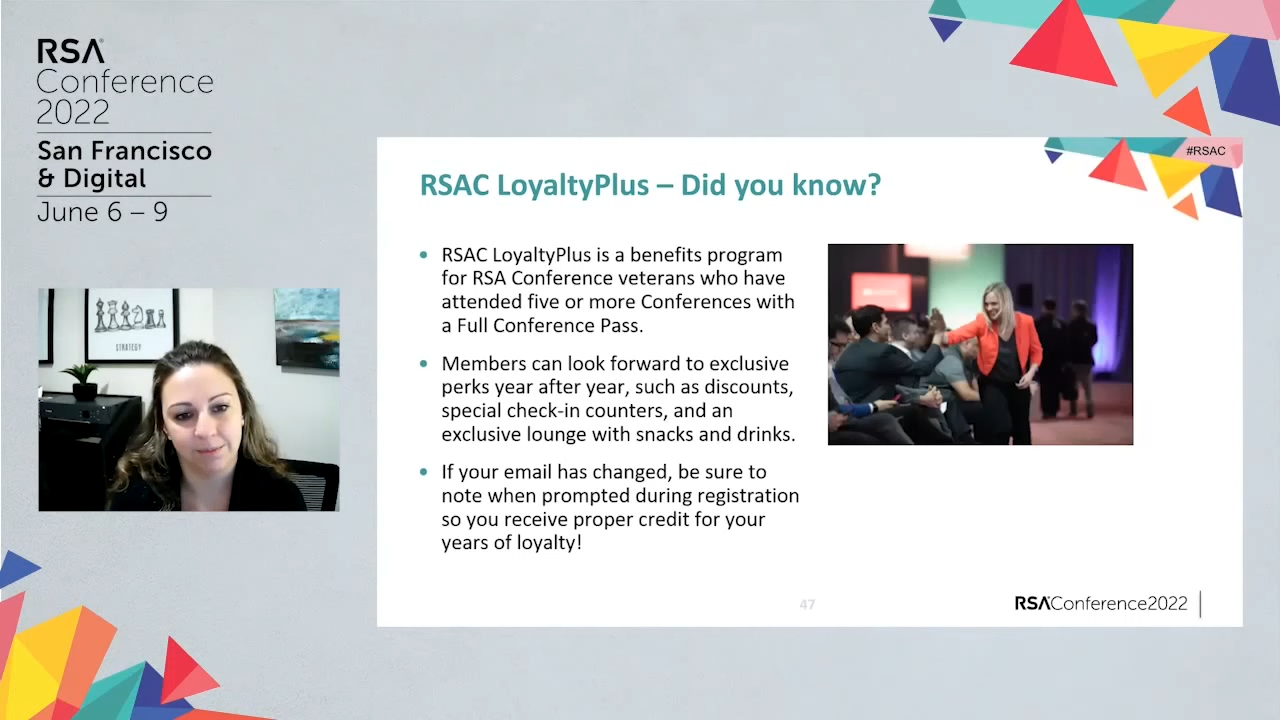 RSA
Conference
2022
San Francisco
& Digital
June 6 – 9
STRATEGY
#RSAC
RSAC LoyaltyPlus – Did you know?
• RSAC LoyaltyPlus is a benefits program
for RSA Conference veterans who have
attended five or more Conferences with
a Full Conference Pass.
• Members can look forward to exclusive
perks year after year, such as discounts,
special check-in counters, and an
exclusive lounge with snacks and drinks.
• If your email has changed, be sure to
note when prompted during registration
so you receive proper credit for your
years of loyalty!
47
RSAConference2022